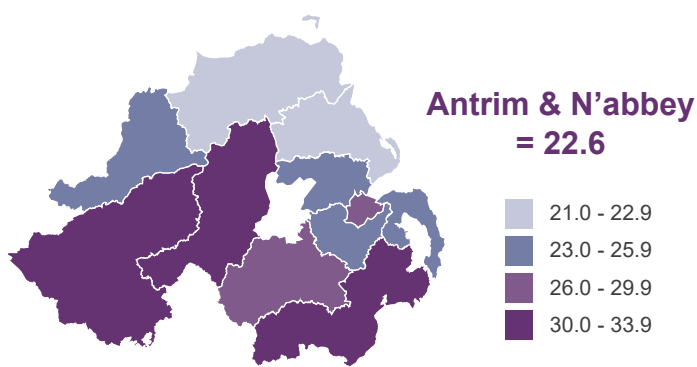 Antrim & N’abbey
= 22.6
21.0 - 22.9
23.0 - 25.9
26.0 - 29.9
30.0 - 33.9